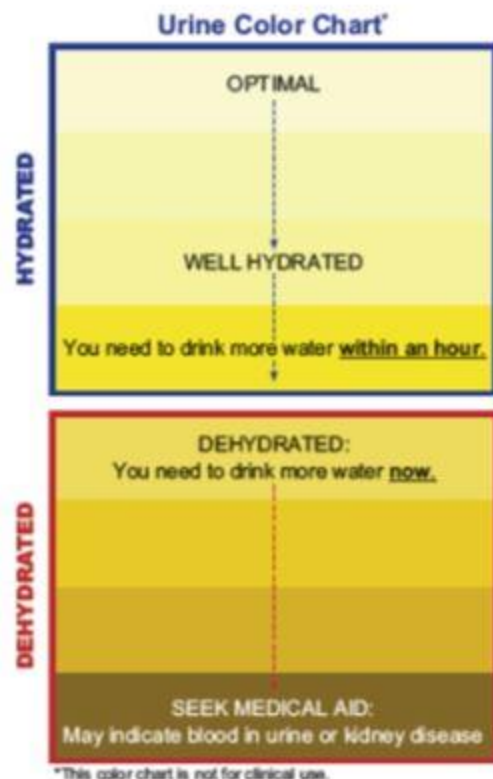 Urine Color Chart*
HYDRATED
OPTIMAL
WELL HYDRATED
You need to drink more water within an hour.
DEHYDRATED
DEHYDRATED:
You need to drink more water now.
SEEK MEDICAL AID:
May indicate blood in urine or kidney disease
*This color chart is not for clinical use.